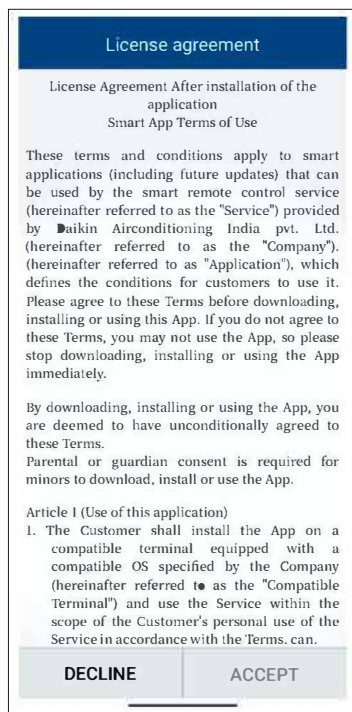 License agreement
License Agreement After installation of the
application
Smart App Terms of Use
These terms and conditions apply to smart
applications (including future updates) that can
be used by the smart remote control service
(hereinafter referred to as the "Service") provided
by Daikin Airconditioning India pvt. Ltd.
(hereinafter referred to as the "Company").
(hereinafter referred to as "Application"), which
defines the conditions for customers to use it.
Please agree to these Terms before downloading,
installing or using this App. If you do not agree to
these Terms, you may not use the App, so please
stop downloading, installing or using the App
immediately.
By downloading, installing or using the App, you
are deemed to have unconditionally agreed to
these Terms.
Parental or guardian consent is required for
minors to download, install or use the App.
Article I (Use of this application)
1. The Customer shall install the App on a
compatible terminal equipped with a
compatible OS specified by the Company
(hereinafter referred to as the "Compatible
Terminal") and use the Service within the
scope of the Customer's personal use of the
Service in accordance with the Terms. can.
DECLINE
ACCEPT